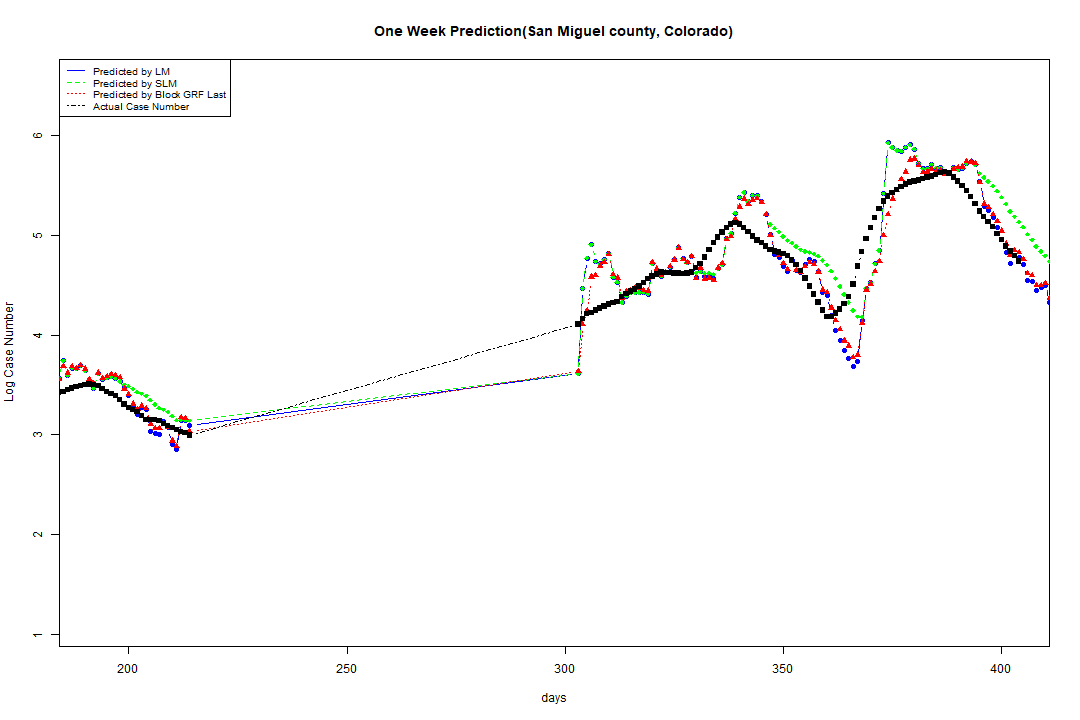 One Week Prediction(San Miguel county, Colorado)
Predicted by LM
Predicted by SLM
Predicted by Block GRF Last
Actual Case Number
6
5
4
3
2
1
Log Case Number
200
250
300
350
400
days